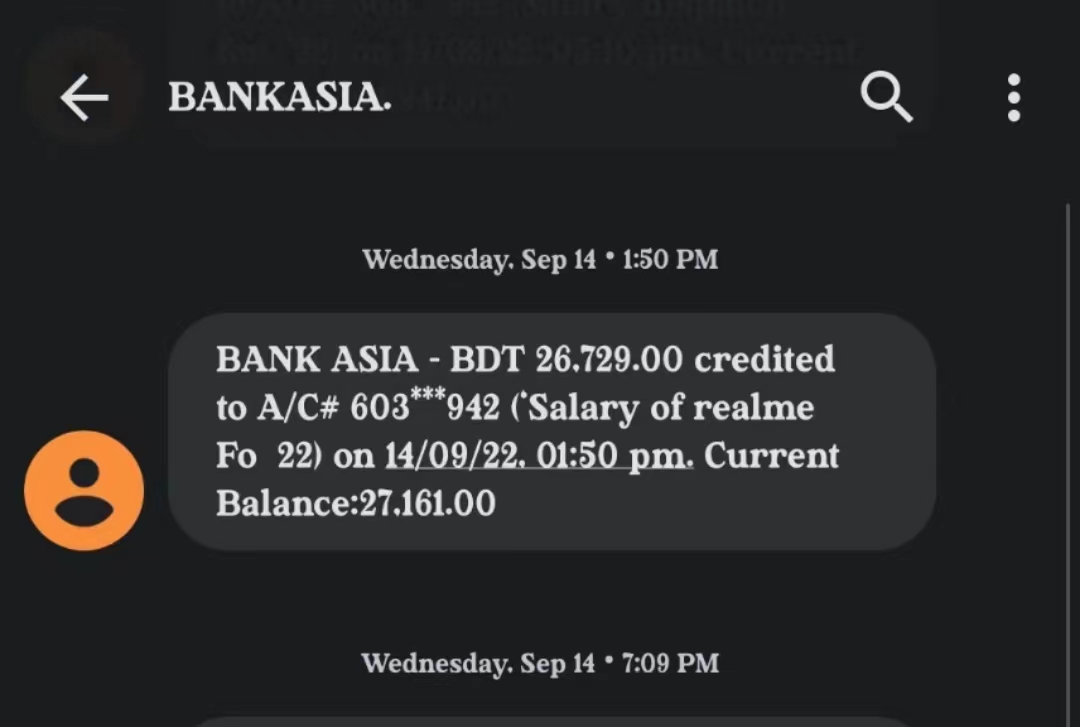 BANKASIA.
Wednesday, Sep 14 • 1:50 PM
BANK ASIA - BDT 26,729.00 credited
to A/C# 603***942 ('Salary of realme
Fo 22) on 14/09/22, 01:50 pm. Current
Balance:27,161.00
Wednesday, Sep 14 • 7:09 PM